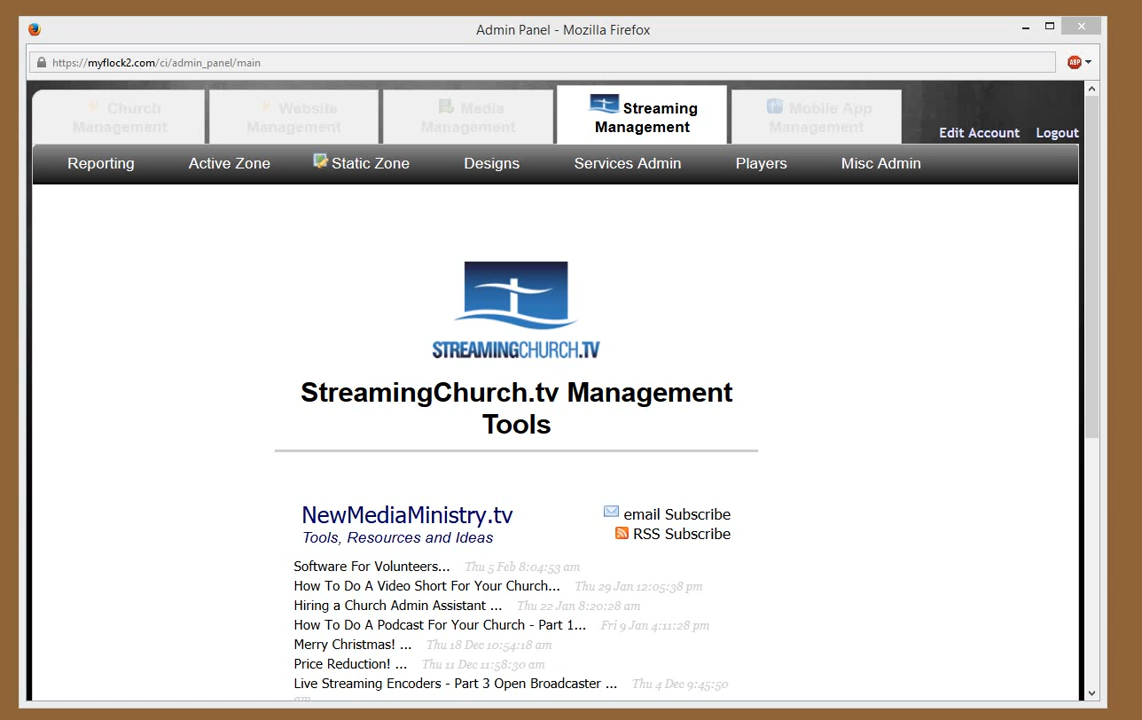 Admin Panel - Mozilla Firefox
https://myflock2.com/ci/admin_panel/main
ABP
Church Management
Website Management
Media Management
Streaming Management
Mobile App Management
Edit Account Logout
Reporting Active Zone Static Zone Designs Services Admin Players Misc Admin
STREAMINGCHURCH.TV
StreamingChurch.tv Management
Tools
NewMediaMinistry.tv
Tools, Resources and Ideas
email Subscribe
RSS Subscribe
Software For Volunteers... Thu 5 Feb 8:04:53 am
How To Do A Video Short For Your Church... Thu 29 Jan 12:05:38 pm
Hiring a Church Admin Assistant ... Thu 22 Jan 8:20:28 am
How To Do A Podcast For Your Church - Part 1... Fri 9 Jan 4:11:28 pm
Merry Christmas! ... Thu 18 Dec 10:54:18 am
Price Reduction! ... Thu 11 Dec 11:58:30 am
Live Streaming Encoders - Part 3 Open Broadcaster ... Thu 4 Dec 9:45:50
am